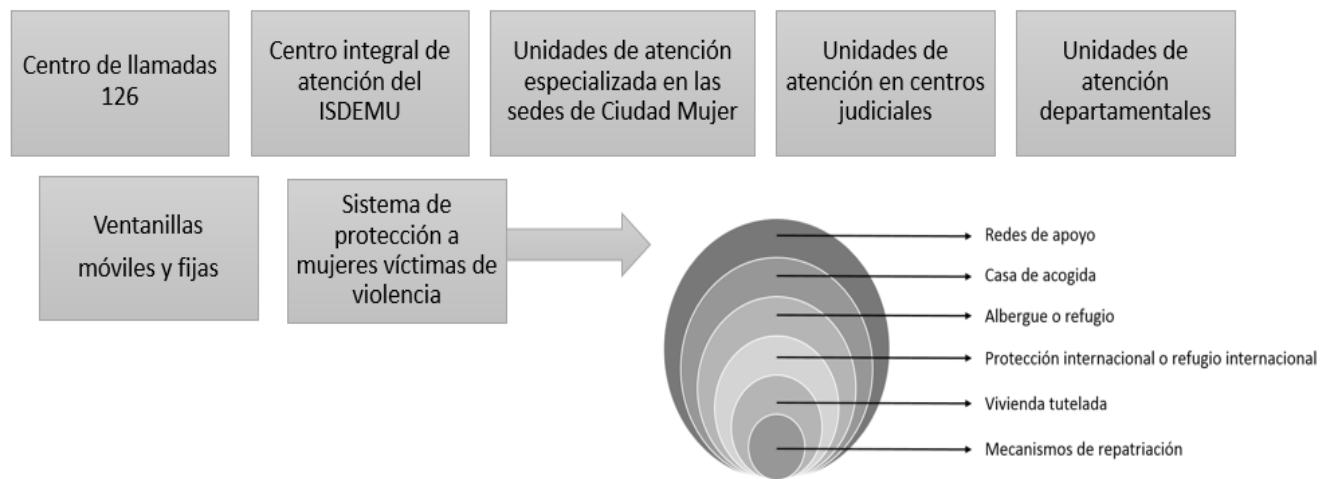 Centro de llamadas
126
Centro integral de
atención del
ISDEMU
Unidades de atención
especializada en las
sedes de Ciudad Mujer
Unidades de
atención en centros
judiciales
Unidades de
atención
departamentales
Ventanillas
móviles y fijas
Sistema de
protección a
mujeres víctimas de
violencia
Redes de apoyo
Casa de acogida
Albergue o refugio
Protección internacional o refugio internacional
Vivienda tutelada
Mecanismos de repatriación